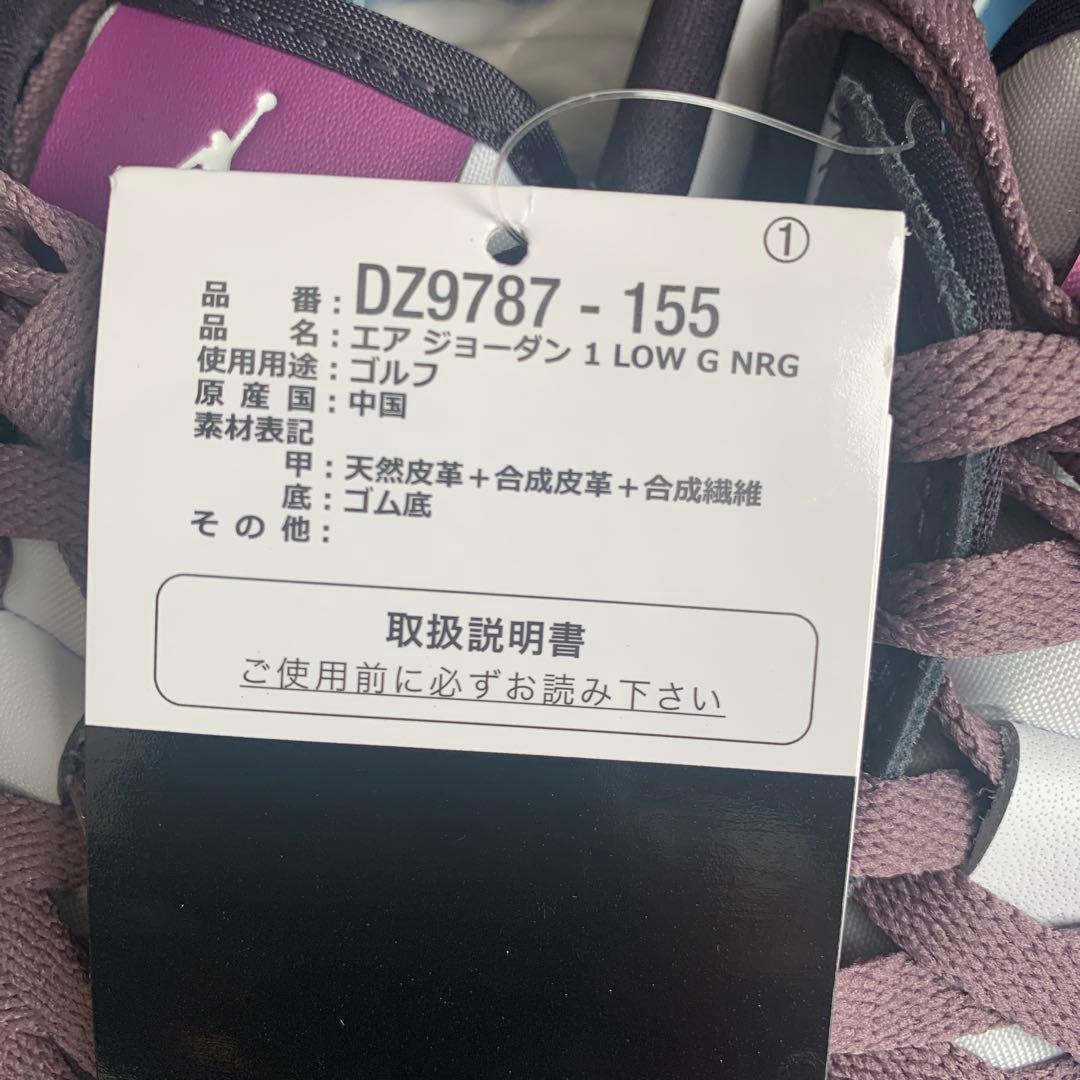 ①
品番:DZ9787 - 155
品名:エア ジョーダン 1 LOW G NRG
使用用途:ゴルフ
原産国:中国
素材表記
甲:天然皮革+合成皮革+合成繊維
底:ゴム底
その他:
取扱説明書
ご使用前に必ずお読み下さい